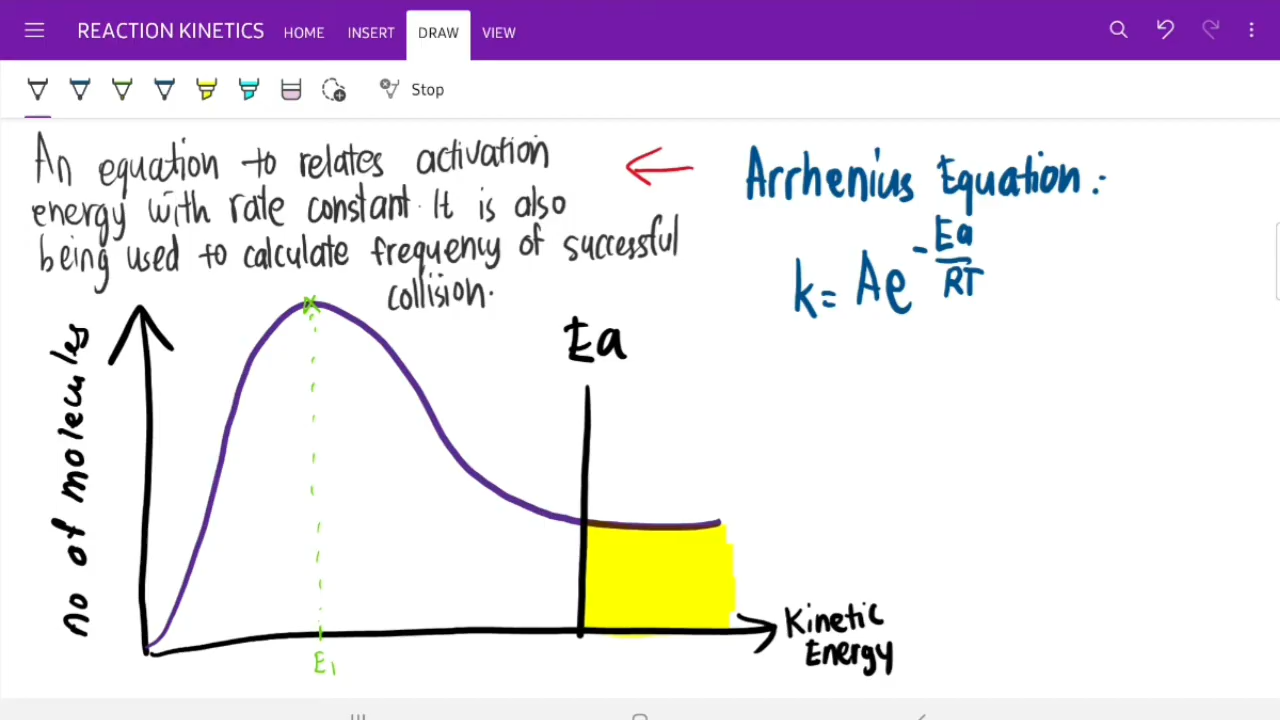 REACTION KINETICS HOME INSERT DRAW VIEW
Stop
An equation to relates activation
energy with rate constant. It is also
being used to calculate frequency of successful
collision.
Arrhenius Equation:
k = Ae^-Ea/RT
Ea
no of molecules
Kinetic
Energy
E1